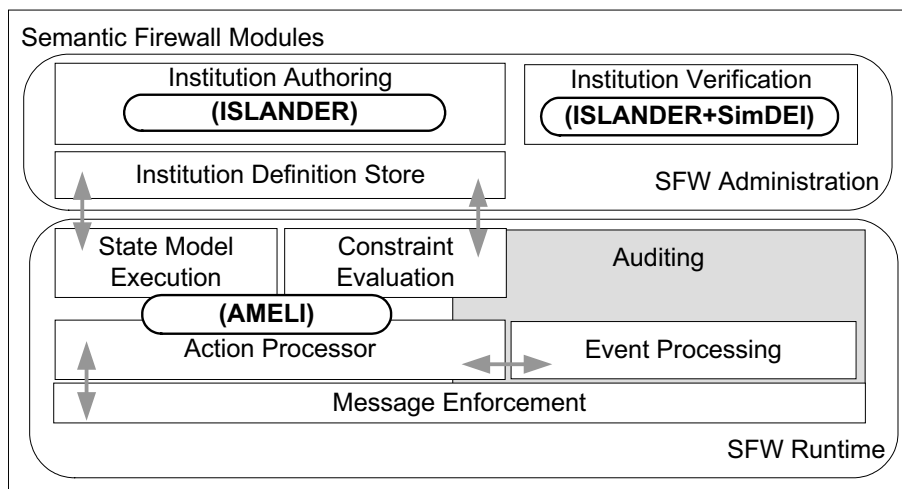 Semantic Firewall Modules
Institution Authoring
(ISLANDER)
Institution Verification
(ISLANDER+SimDEI)
Institution Definition Store
SFW Administration
State Model
Execution
Constraint
Evaluation
Auditing
(AMELI)
Action Processor
Event Processing
Message Enforcement
SFW Runtime